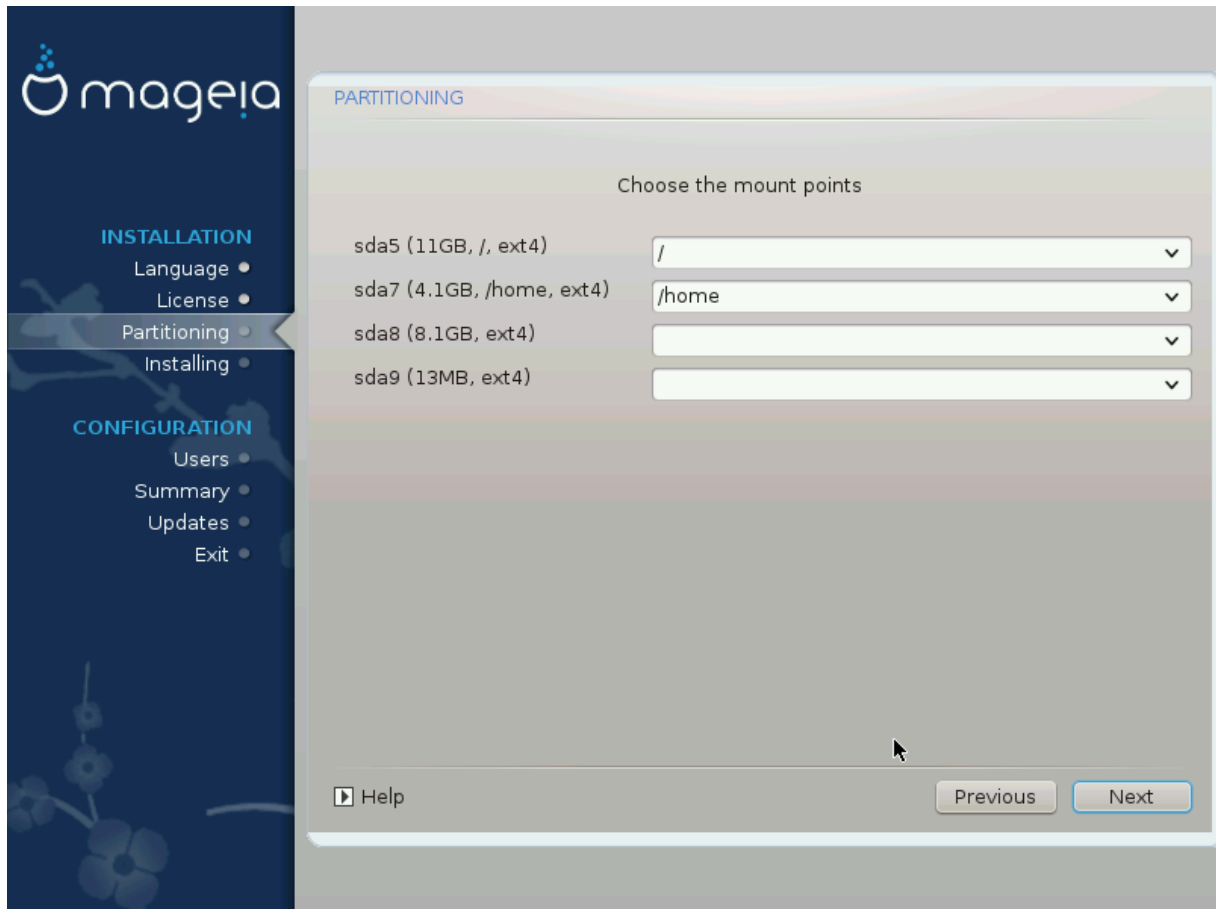 mageia
INSTALLATION
Language
License
Partitioning
Installing
CONFIGURATION
Users
Summary
Updates
Exit
PARTITIONING
Choose the mount points
sda5 (11GB, /, ext4) /
sda7 (4.1GB, /home, ext4) /home
sda8 (8.1GB, ext4)
sda9 (13MB, ext4)
Help Previous Next